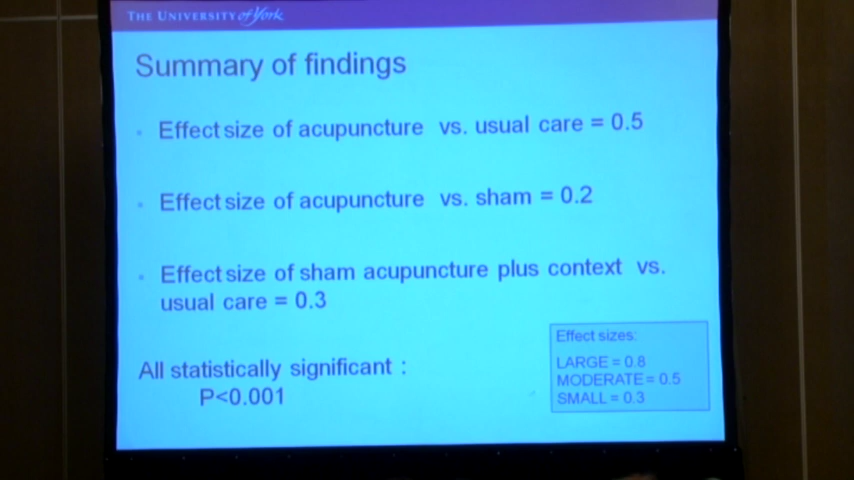 THE UNIVERSITY of York
Summary of findings
• Effect size of acupuncture vs. usual care = 0.5
• Effect size of acupuncture vs. sham = 0.2
• Effect size of sham acupuncture plus context vs.
usual care = 0.3
All statistically significant :
P<0.001
Effect sizes:
LARGE = 0.8
MODERATE = 0.5
SMALL = 0.3